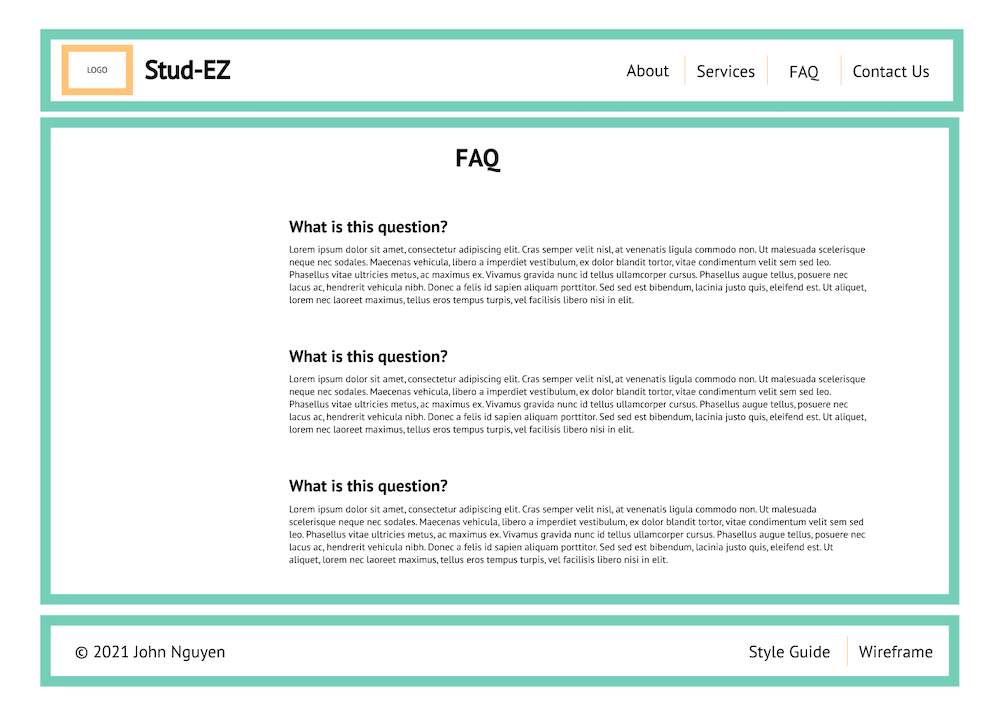 LOGO
Stud-EZ
About
Services
FAQ
Contact Us
FAQ
What is this question?
Lorem ipsum dolor sit amet, consectetur adipiscing elit. Cras semper velit nisl, at venenatis ligula commodo non. Ut malesuada scelerisque
neque nec sodales. Maecenas vehicula, libero a imperdiet vestibulum, ex dolor blandit tortor, vitae condimentum velit sem sed leo.
Phasellus vitae ultricies metus, ac maximus ex. Vivamus gravida nunc id tellus ullamcorper cursus. Phasellus augue tellus, posuere nec
lacus ac, hendrerit vehicula nibh. Donec a felis id sapien aliquam porttitor. Sed sed est bibendum, lacinia justo quis, eleifend est. Ut aliquet,
lorem nec laoreet maximus, tellus eros tempus turpis, vel facilisis libero nisi in elit.
What is this question?
Lorem ipsum dolor sit amet, consectetur adipiscing elit. Cras semper velit nisl, at venenatis ligula commodo non. Ut malesuada scelerisque
neque nec sodales. Maecenas vehicula, libero a imperdiet vestibulum, ex dolor blandit tortor, vitae condimentum velit sem sed leo.
Phasellus vitae ultricies metus, ac maximus ex. Vivamus gravida nunc id tellus ullamcorper cursus. Phasellus augue tellus, posuere nec
lacus ac, hendrerit vehicula nibh. Donec a felis id sapien aliquam porttitor. Sed sed est bibendum, lacinia justo quis, eleifend est. Ut aliquet,
lorem nec laoreet maximus, tellus eros tempus turpis, vel facilisis libero nisi in elit.
What is this question?
Lorem ipsum dolor sit amet, consectetur adipiscing elit. Cras semper velit nisl, at venenatis ligula commodo non. Ut malesuada
scelerisque neque nec sodales. Maecenas vehicula, libero a imperdiet vestibulum, ex dolor blandit tortor, vitae condimentum velit sem sed
leo. Phasellus vitae ultricies metus, ac maximus ex. Vivamus gravida nunc id tellus ullamcorper cursus. Phasellus augue tellus, posuere nec
lacus ac, hendrerit vehicula nibh. Donec a felis id sapien aliquam porttitor. Sed sed est bibendum, lacinia justo quis, eleifend est. Ut
aliquet, lorem nec laoreet maximus, tellus eros tempus turpis, vel facilisis libero nisi in elit.
© 2021 John Nguyen
Style Guide
Wireframe